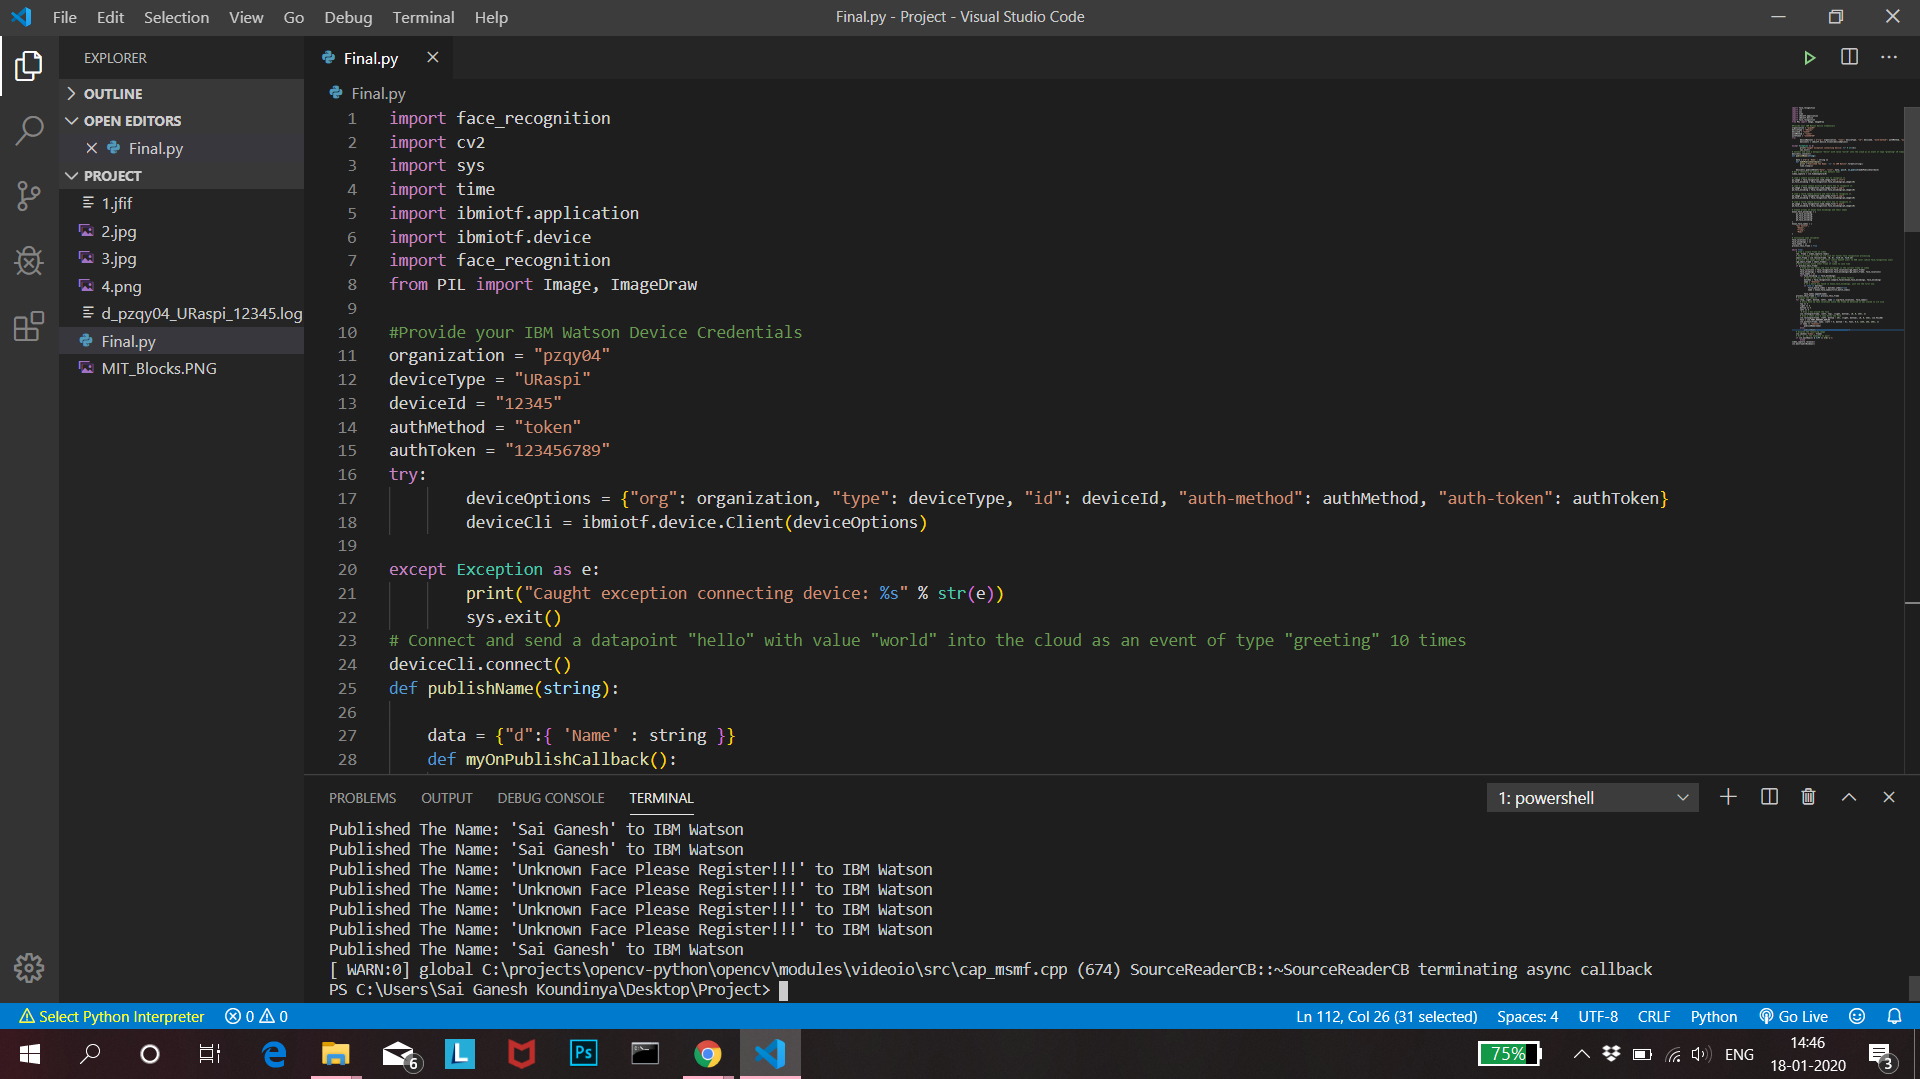 File Edit Selection View Go Debug Terminal Help
Final.py - Project - Visual Studio Code
EXPLORER
OUTLINE
OPEN EDITORS
Final.py
PROJECT
1.jfif
2.jpg
3.jpg
4.png
d_pzqy04_URaspi_12345.log
Final.py
MIT_Blocks.PNG
Final.py
Final.py
1 import face_recognition
2 import cv2
3 import sys
4 import time
5 import ibmiotf.application
6 import ibmiotf.device
7 import face_recognition
8 from PIL import Image, ImageDraw
9
10 #Provide your IBM Watson Device Credentials
11 organization = "pzqy04"
12 deviceType = "URaspi"
13 deviceId = "12345"
14 authMethod = "token"
15 authToken = "123456789"
16 try:
17 deviceOptions = {"org": organization, "type": deviceType, "id": deviceId, "auth-method": authMethod, "auth-token": authToken}
18 deviceCli = ibmiotf.device.Client(deviceOptions)
19
20 except Exception as e:
21 print("Caught exception connecting device: %s" % str(e))
22 sys.exit()
23 # Connect and send a datapoint "hello" with value "world" into the cloud as an event of type "greeting" 10 times
24 deviceCli.connect()
25 def publishName(string):
26
27 data = {"d":{ 'Name' : string }}
28 def myOnPublishCallback():
PROBLEMS OUTPUT DEBUG CONSOLE TERMINAL
1: powershell
Published The Name: 'Sai Ganesh' to IBM Watson
Published The Name: 'Sai Ganesh' to IBM Watson
Published The Name: 'Unknown Face Please Register!!!' to IBM Watson
Published The Name: 'Unknown Face Please Register!!!' to IBM Watson
Published The Name: 'Unknown Face Please Register!!!' to IBM Watson
Published The Name: 'Unknown Face Please Register!!!' to IBM Watson
Published The Name: 'Sai Ganesh' to IBM Watson
[ WARN:0] global C:\projects\opencv-python\opencv\modules\videoio\src\cap_msmf.cpp (674) SourceReaderCB::~SourceReaderCB terminating async callback
PS C:\Users\Sai Ganesh Koundinya\Desktop\Project>
Select Python Interpreter 0 0
Ln 112, Col 26 (31 selected) Spaces: 4 UTF-8 CRLF Python Go Live
6
L
Ps
75%
ENG
14:46
18-01-2020
3